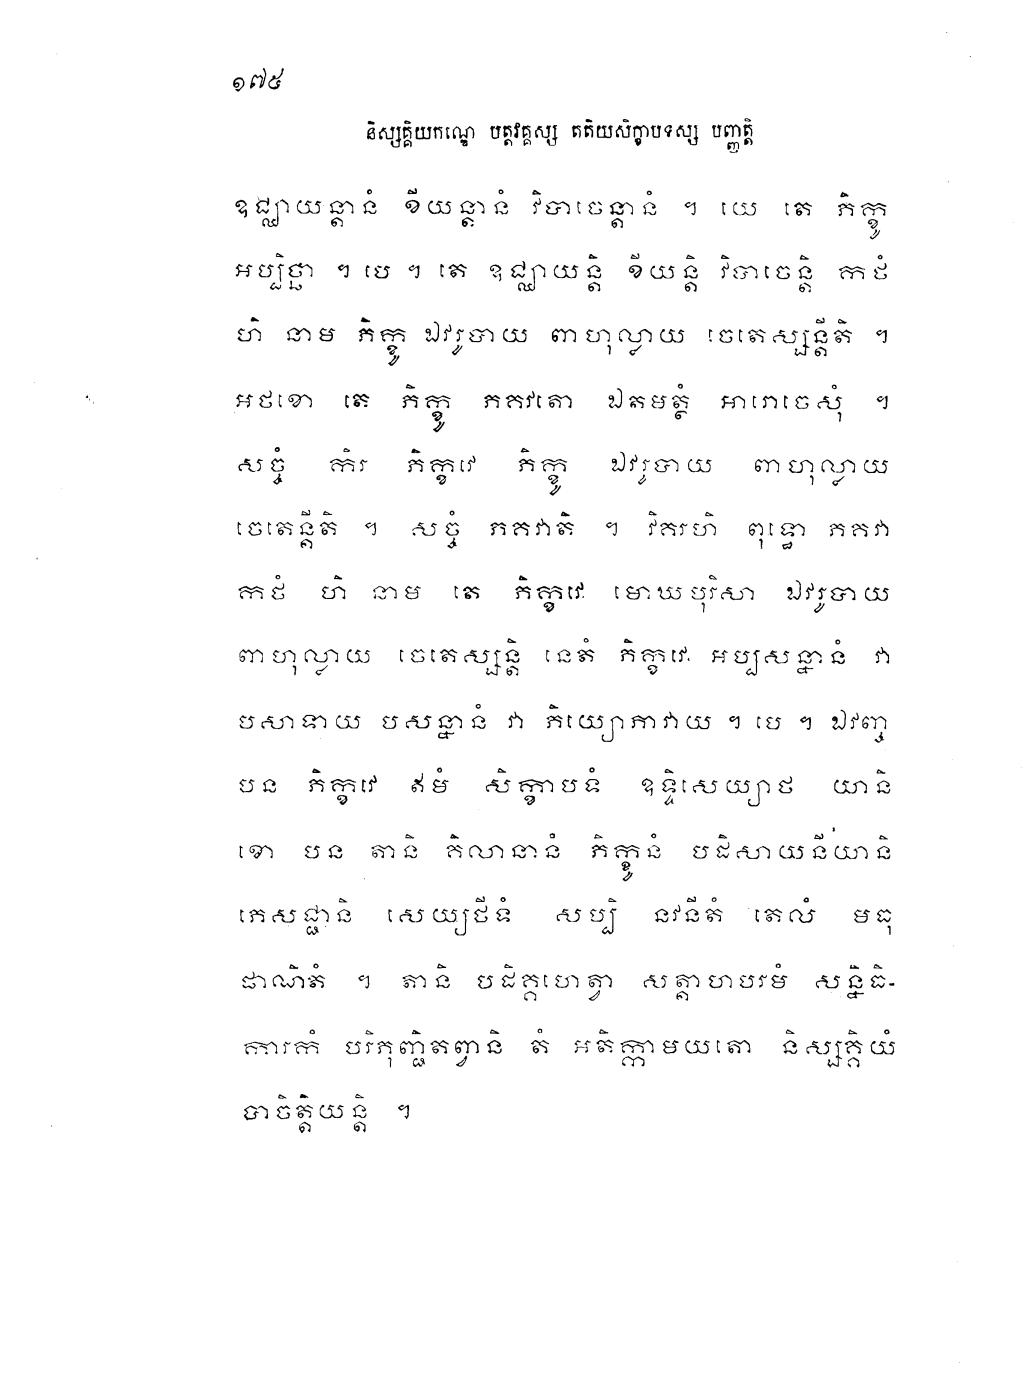 ១៧៥
និស្សគ្គិយកណ្ឌេ បត្តវគ្គស្ស តតិយសិក្ខាបទស្ស បញ្ញត្តិ
ឧជ្ឈាយន្តានំ ខីយន្តានំ វិបាចេន្តានំ ។ យេ តេ ភិក្ខូ
អប្បិច្ឆា ។ បេ ។ តេ ឧជ្ឈាយន្តិ ខីយន្តិ វិបាចេន្តិ កថំ
ហិ នាម ភិក្ខូ ឯវរូបាយ ពាហុល្លាយ ចេតេស្សន្តីតិ ។
អថខោ តេ ភិក្ខូ ភគវតោ ឯតមត្ថំ អារោចេសុំ ។
សច្ចំ កិរ ភិក្ខវេ ភិក្ខូ ឯវរូបាយ ពាហុល្លាយ
ចេតេន្តីតិ ។ សច្ចំ ភគវាតិ ។ វិគរហិ ពុទ្ធោ ភគវា
កថំ ហិ នាម តេ ភិក្ខវេ មោឃបុរិសា ឯវរូបាយ
ពាហុល្លាយ ចេតេស្សន្តិ នេតំ ភិក្ខវេ អប្បសន្នានំ វា
បសាទាយ បសន្នានំ វា ភិយ្យោភាវាយ ។ បេ ។ ឯវញ្ច
បន ភិក្ខវេ ឥមំ សិក្ខាបទំ ឧទ្ទិសេយ្យាថ យានិ
ខោ បន តានិ គិលានានំ ភិក្ខូនំ បដិសាយនីយានិ
ភេសជ្ជានិ សេយ្យថីទំ សប្បិ នវនីតំ តេលំ មធុ
ផាណិតំ ។ តានិ បដិគ្គហេត្វា សត្តាហបរមំ សន្និធិ-
ការកំ បរិភុញ្ជិតព្វានិ តំ អតិក្កាមយតោ និស្សគ្គិយំ
បាចិត្តិយន្តិ ។